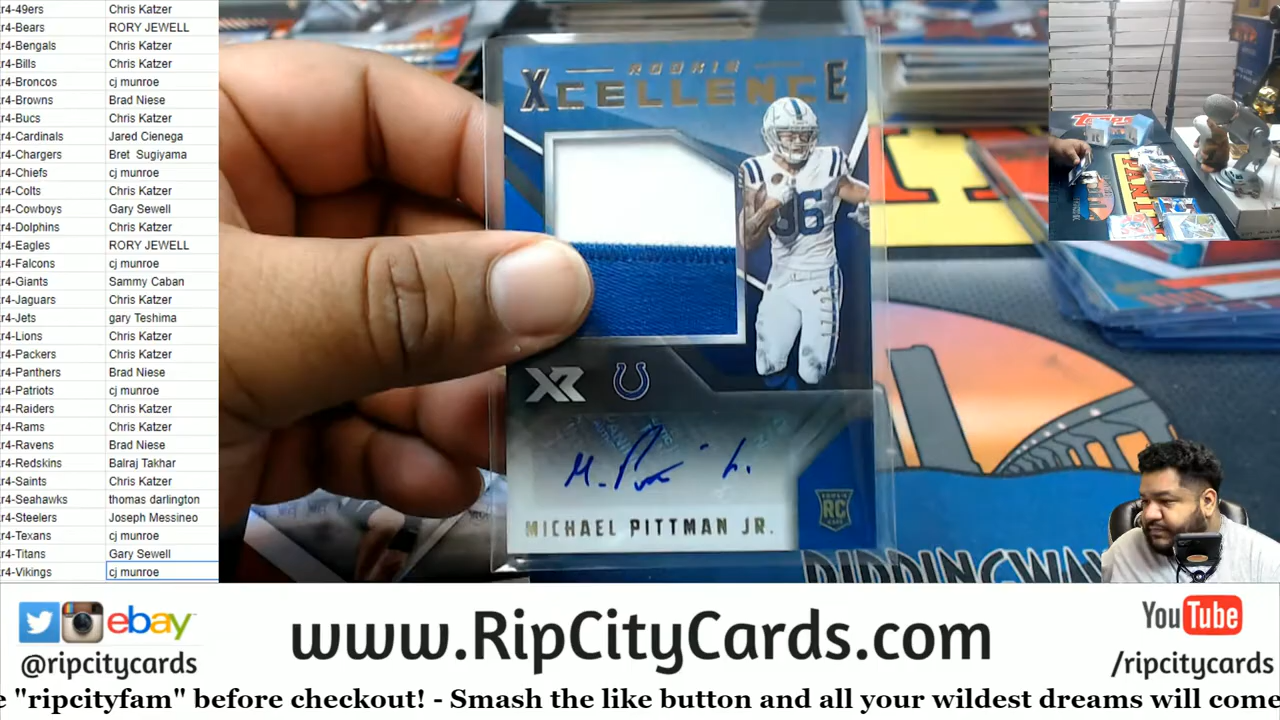 r4-49ers Chris Katzer
r4-Bears RORY JEWELL
r4-Bengals Chris Katzer
r4-Bills Chris Katzer
r4-Broncos cj munroe
r4-Browns Brad Niese
r4-Bucs Chris Katzer
r4-Cardinals Jared Cienega
r4-Chargers Bret Sugiyama
r4-Chiefs cj munroe
r4-Colts Chris Katzer
r4-Cowboys Gary Sewell
r4-Dolphins Chris Katzer
r4-Eagles RORY JEWELL
r4-Falcons cj munroe
r4-Giants Sammy Caban
r4-Jaguars Chris Katzer
r4-Jets gary Teshima
r4-Lions Chris Katzer
r4-Packers Chris Katzer
r4-Panthers Brad Niese
r4-Patriots cj munroe
r4-Raiders Chris Katzer
r4-Rams Chris Katzer
r4-Ravens Brad Niese
r4-Redskins Balraj Takhar
r4-Saints Chris Katzer
r4-Seahawks thomas darlington
r4-Steelers Joseph Messineo
r4-Texans cj munroe
r4-Titans Gary Sewell
r4-Vikings cj munroe
ROOKIE
XCELLENCE
86
XR
MICHAEL PITTMAN JR.
RC
Topps
PANINI
ebay
@ripcitycards
www.RipCityCards.com
YouTube
/ripcitycards
e "ripcityfam" before checkout! - Smash the like button and all your wildest dreams will come